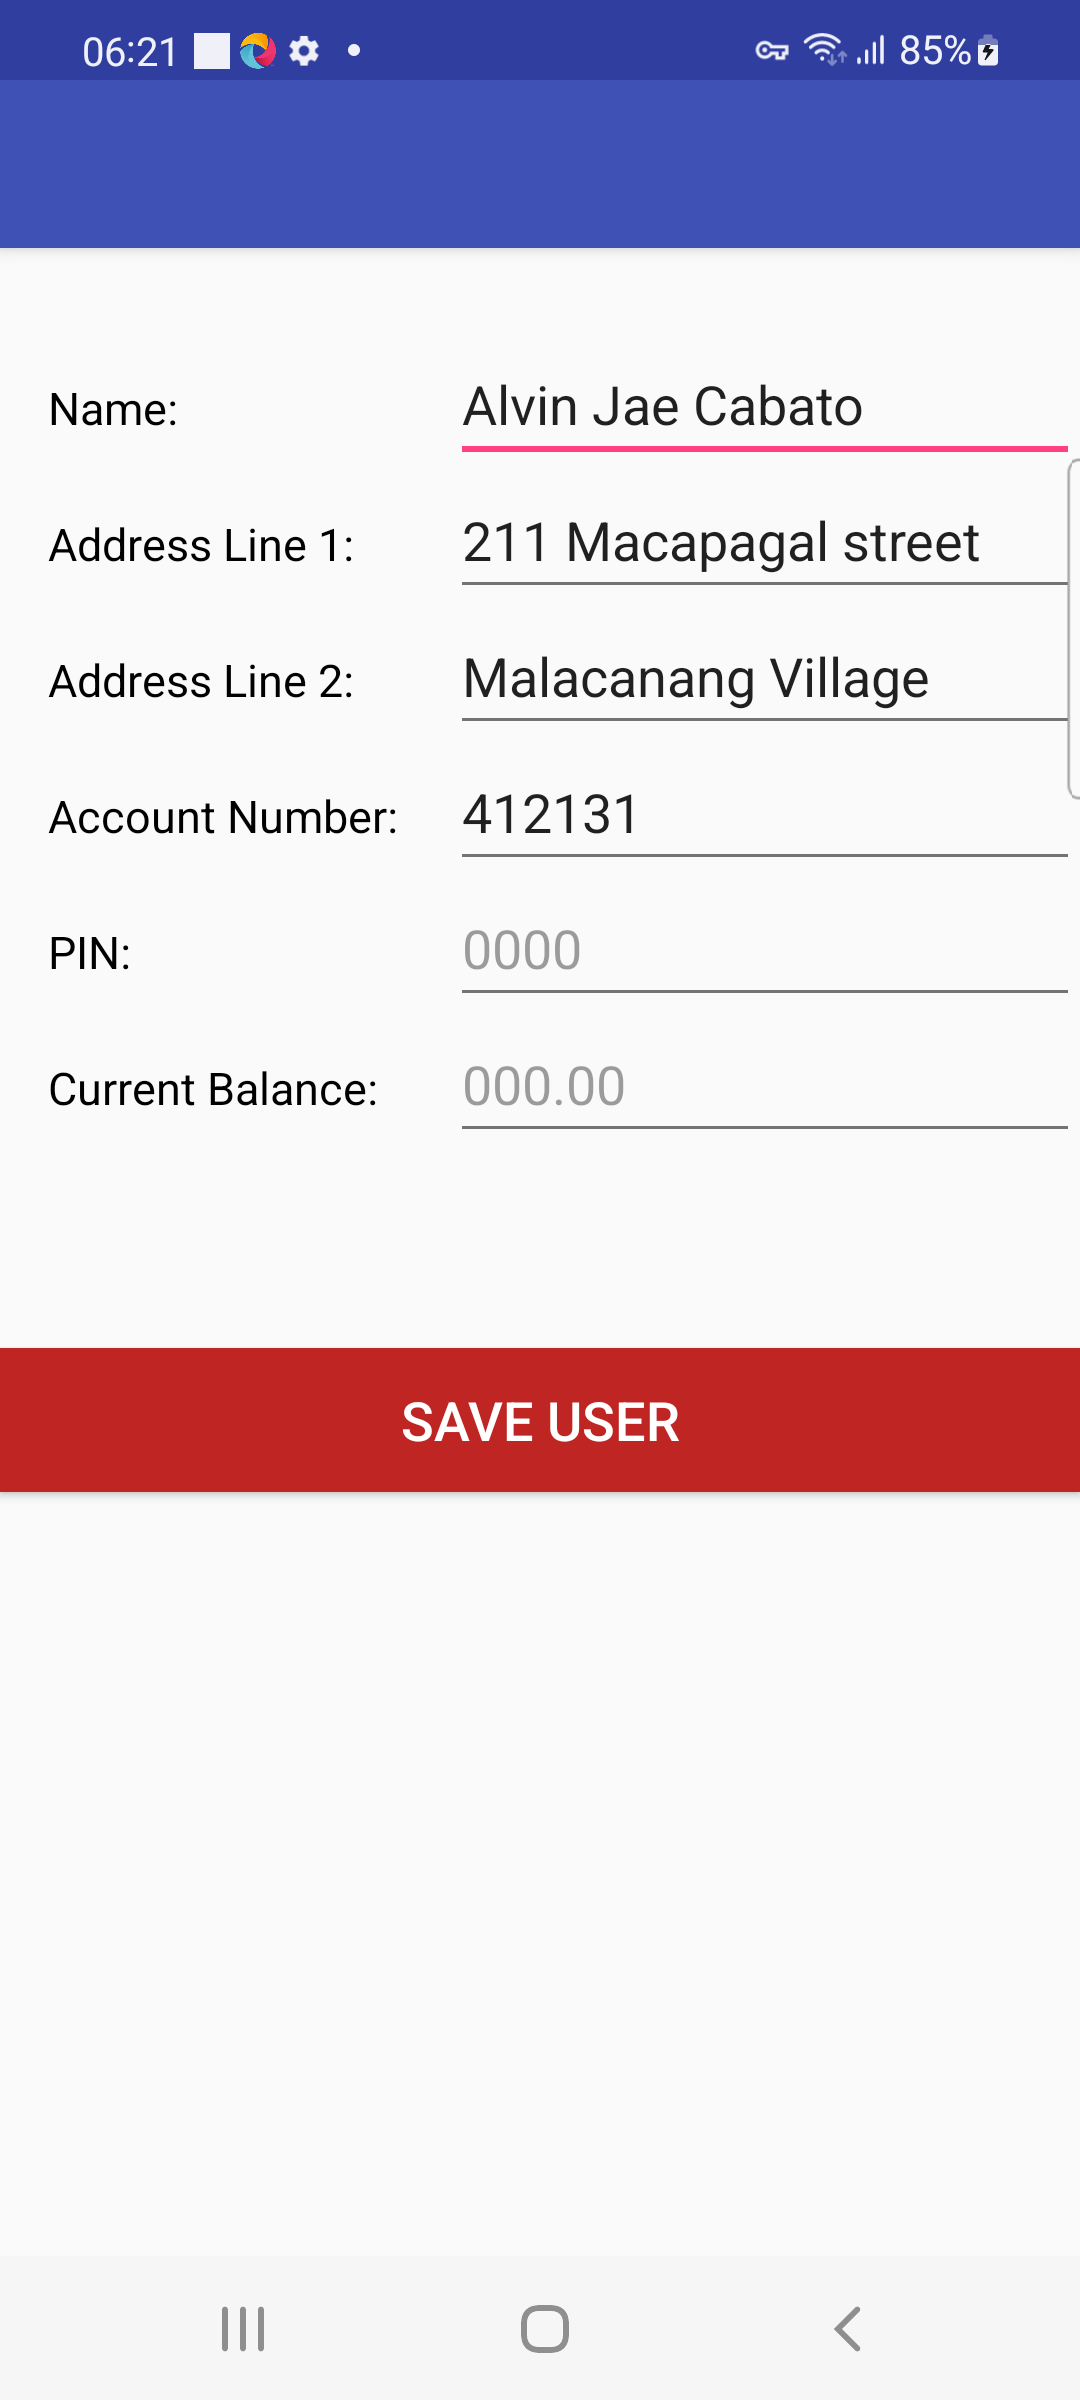 06:21 85%
Name: Alvin Jae Cabato
Address Line 1: 211 Macapagal street
Address Line 2: Malacanang Village
Account Number: 412131
PIN: 0000
Current Balance: 000.00
SAVE USER